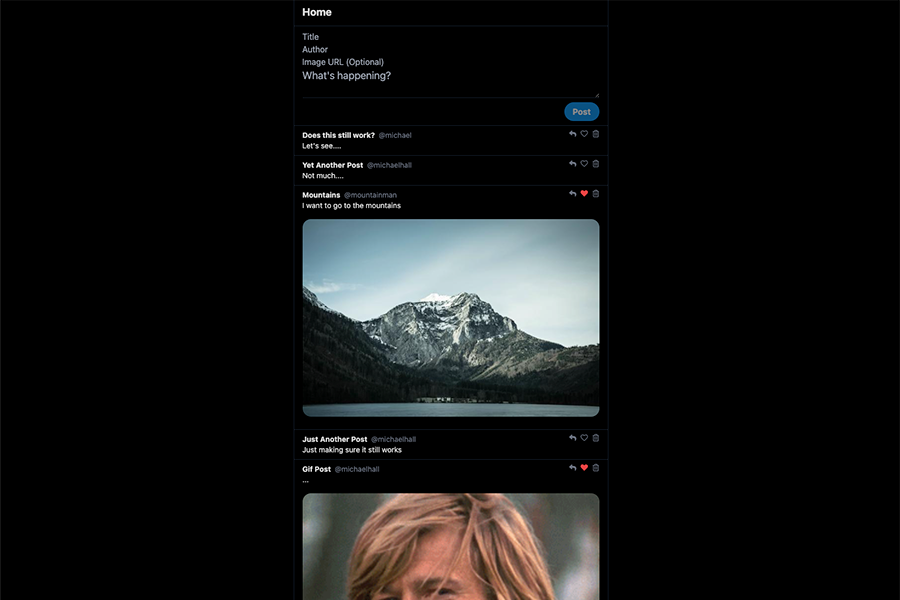 Home
Title
Author
Image URL (Optional)
What's happening?
Post
Does this still work? @michael
Let's see....
Yet Another Post @michaelhall
Not much....
Mountains @mountainman
I want to go to the mountains
Just Another Post @michaelhall
Just making sure it still works
Gif Post @michaelhall
...